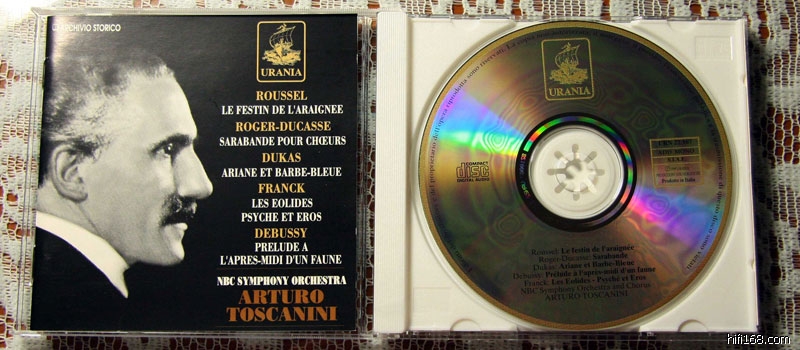 ARCHIVIO STORICO
URANIA
ROUSSEL
LE FESTIN DE L'ARAIGNEE
ROGER-DUCASSE
SARABANDE POUR CHŒURS
DUKAS
ARIANE ET BARBE-BLEUE
FRANCK
LES EOLIDES
PSYCHE ET EROS
DEBUSSY
PRELUDE A
L'APRES-MIDI D'UN FAUNE
NBC SYMPHONY ORCHESTRA
ARTURO
TOSCANINI
URANIA
COMPACT
disc
DIGITAL AUDIO
Prodotto in Italia
Roussel: Le festin de l'araignée
Roger-Ducasse: Sarabande
Dukas: Ariane et Barbe-Bleue
Debussy: Prélude à l'après-midi d'un faune
Franck: Les Eolides - Psyché et Eros
NBC Symphony Orchestra and Chorus
ARTURO TOSCANINI
hifi168.com